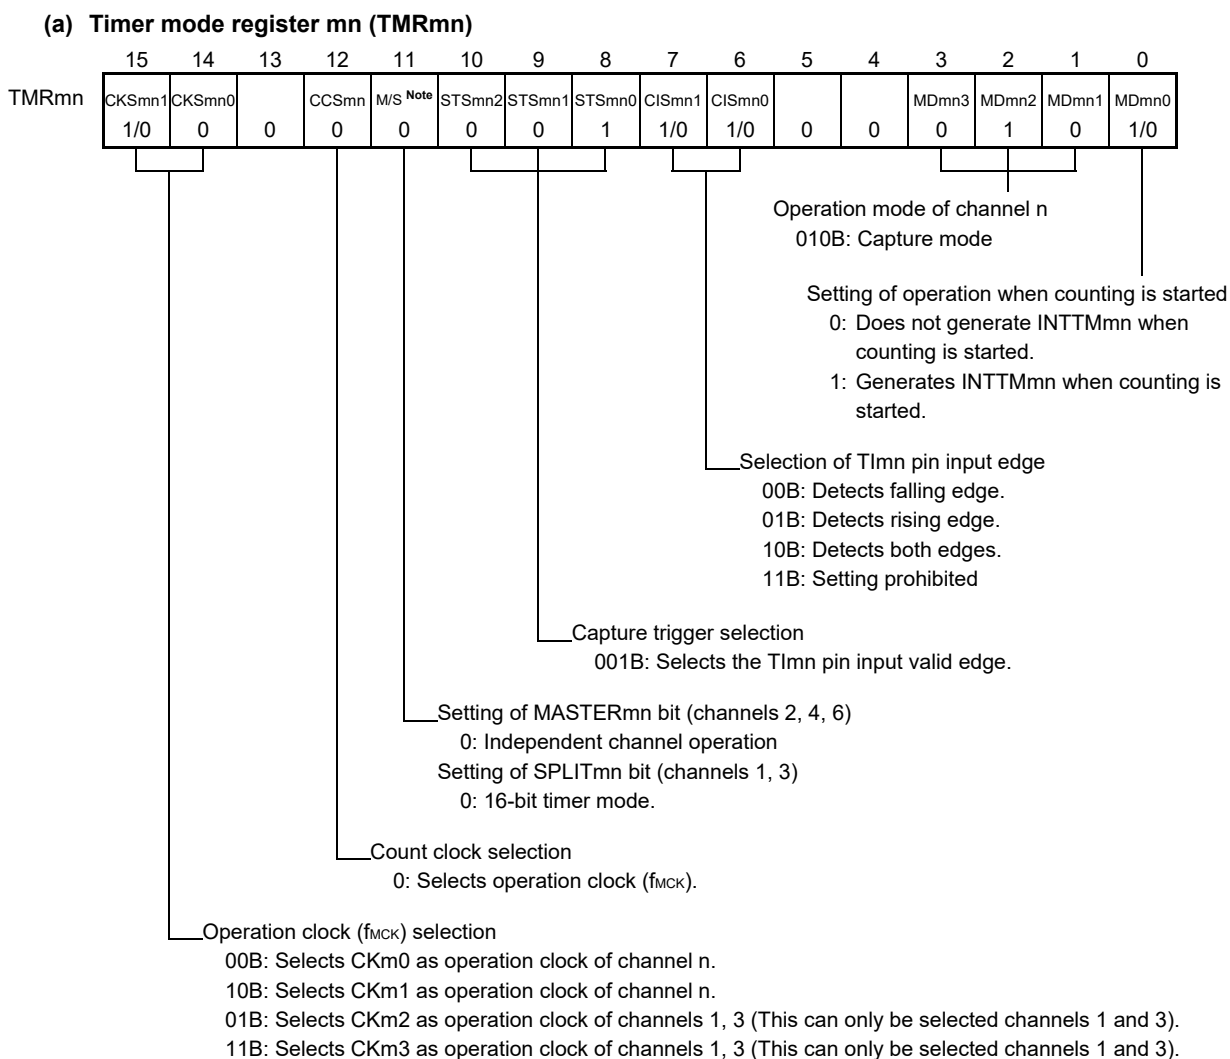 (a) Timer mode register mn (TMRmn)
15 14 13 12 11 10 9 8 7 6 5 4 3 2 1 0
TMRmn CKSmn1 CKSmn0 CCSmn M/S Note STSmn2 STSmn1 STSmn0 CISmn1 CISmn0 MDmn3 MDmn2 MDmn1 MDmn0
1/0 0 0 0 0 0 0 1 1/0 1/0 0 0 0 1 0 1/0
Operation mode of channel n
010B: Capture mode
Setting of operation when counting is started
0: Does not generate INTTMmn when
counting is started.
1: Generates INTTMmn when counting is
started.
Selection of TImn pin input edge
00B: Detects falling edge.
01B: Detects rising edge.
10B: Detects both edges.
11B: Setting prohibited
Capture trigger selection
001B: Selects the TImn pin input valid edge.
Setting of MASTERmn bit (channels 2, 4, 6)
0: Independent channel operation
Setting of SPLITmn bit (channels 1, 3)
0: 16-bit timer mode.
Count clock selection
0: Selects operation clock (fMCK).
Operation clock (fMCK) selection
00B: Selects CKm0 as operation clock of channel n.
10B: Selects CKm1 as operation clock of channel n.
01B: Selects CKm2 as operation clock of channels 1, 3 (This can only be selected channels 1 and 3).
11B: Selects CKm3 as operation clock of channels 1, 3 (This can only be selected channels 1 and 3).